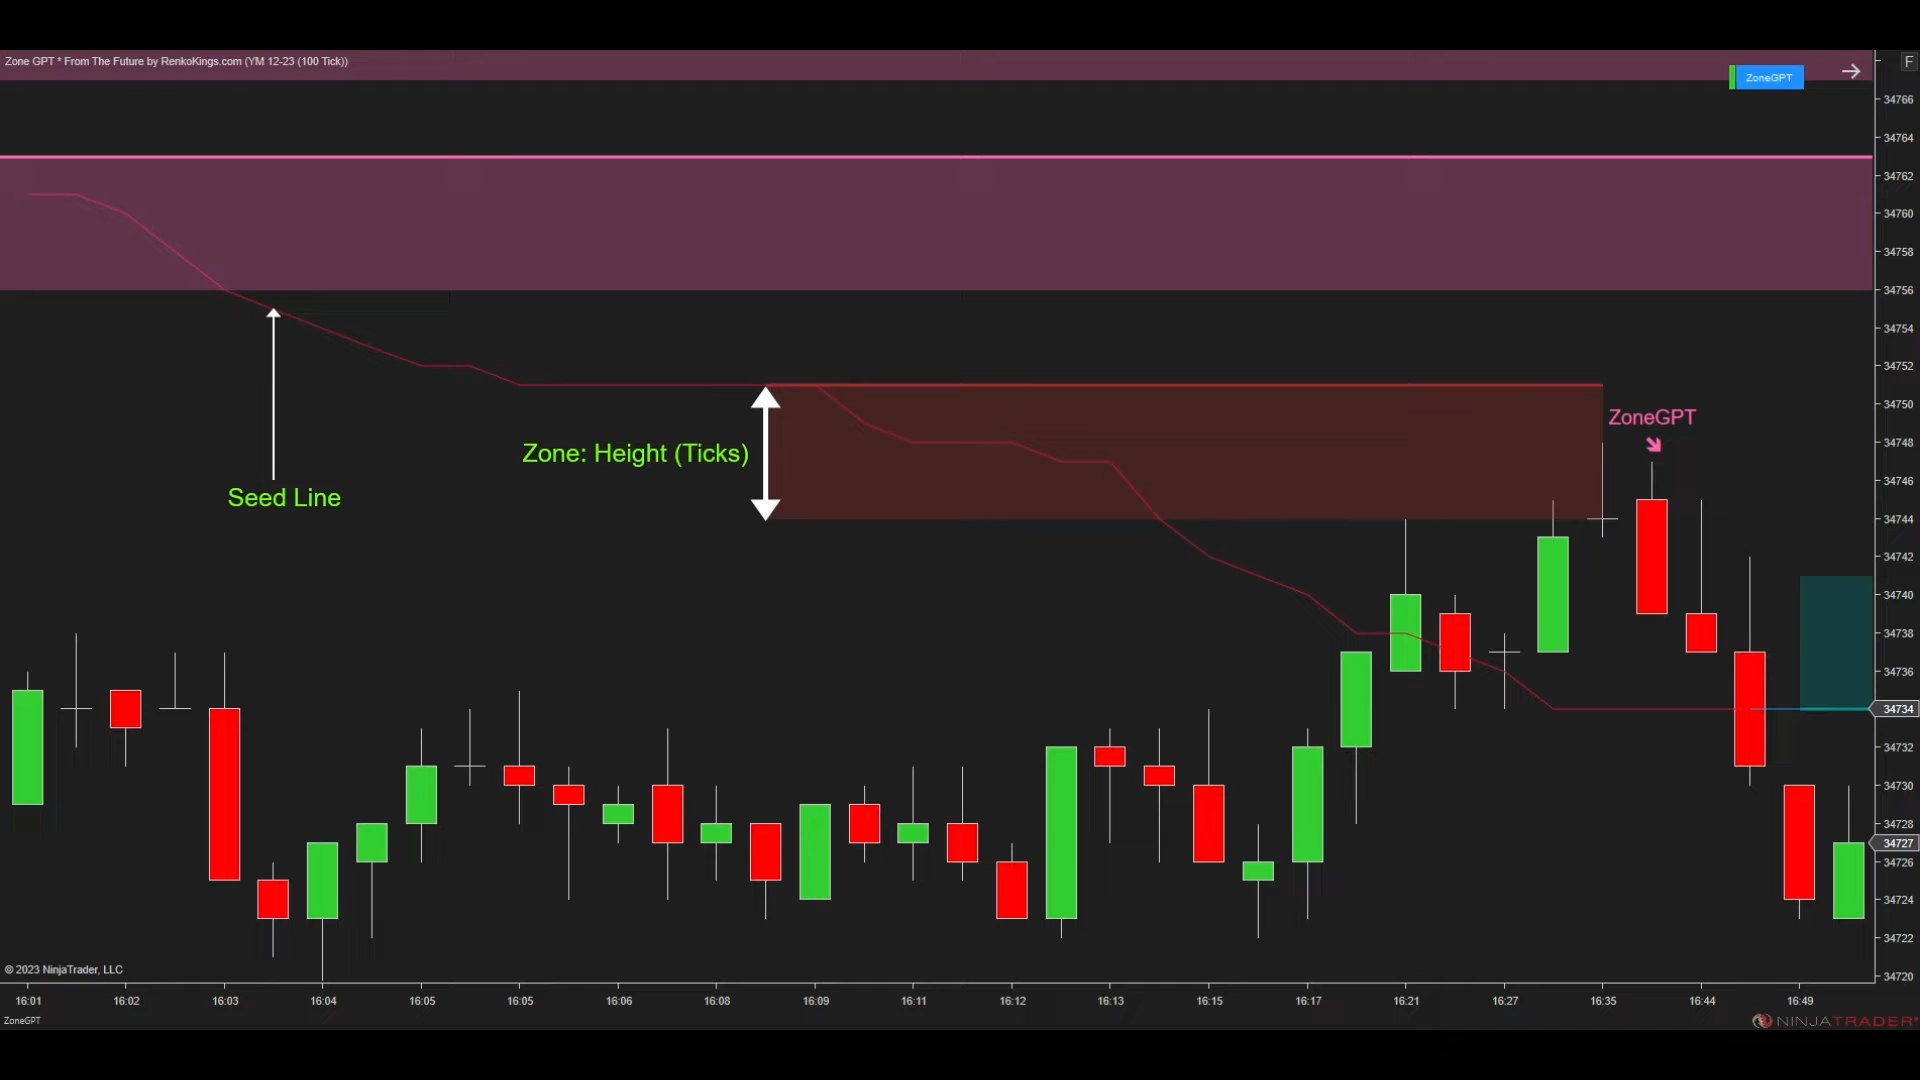 Zone GPT * From The Future by RenkoKings.com (YM 12-23 (100 Tick))
F
ZoneGPT
34766
34764
34762
34760
34758
34756
34754
34752
34750
34748
34746
34744
34742
34740
34738
34736
34734
34732
34730
34728
34727
34726
34724
34722
34720
ZoneGPT
Zone: Height (Ticks)
Seed Line
© 2023 NinjaTrader, LLC
16:01 16:02 16:03 16:04 16:05 16:05 16:06 16:08 16:09 16:11 16:12 16:13 16:15 16:17 16:21 16:27 16:35 16:44 16:49
ZoneGPT
NINJATRADER